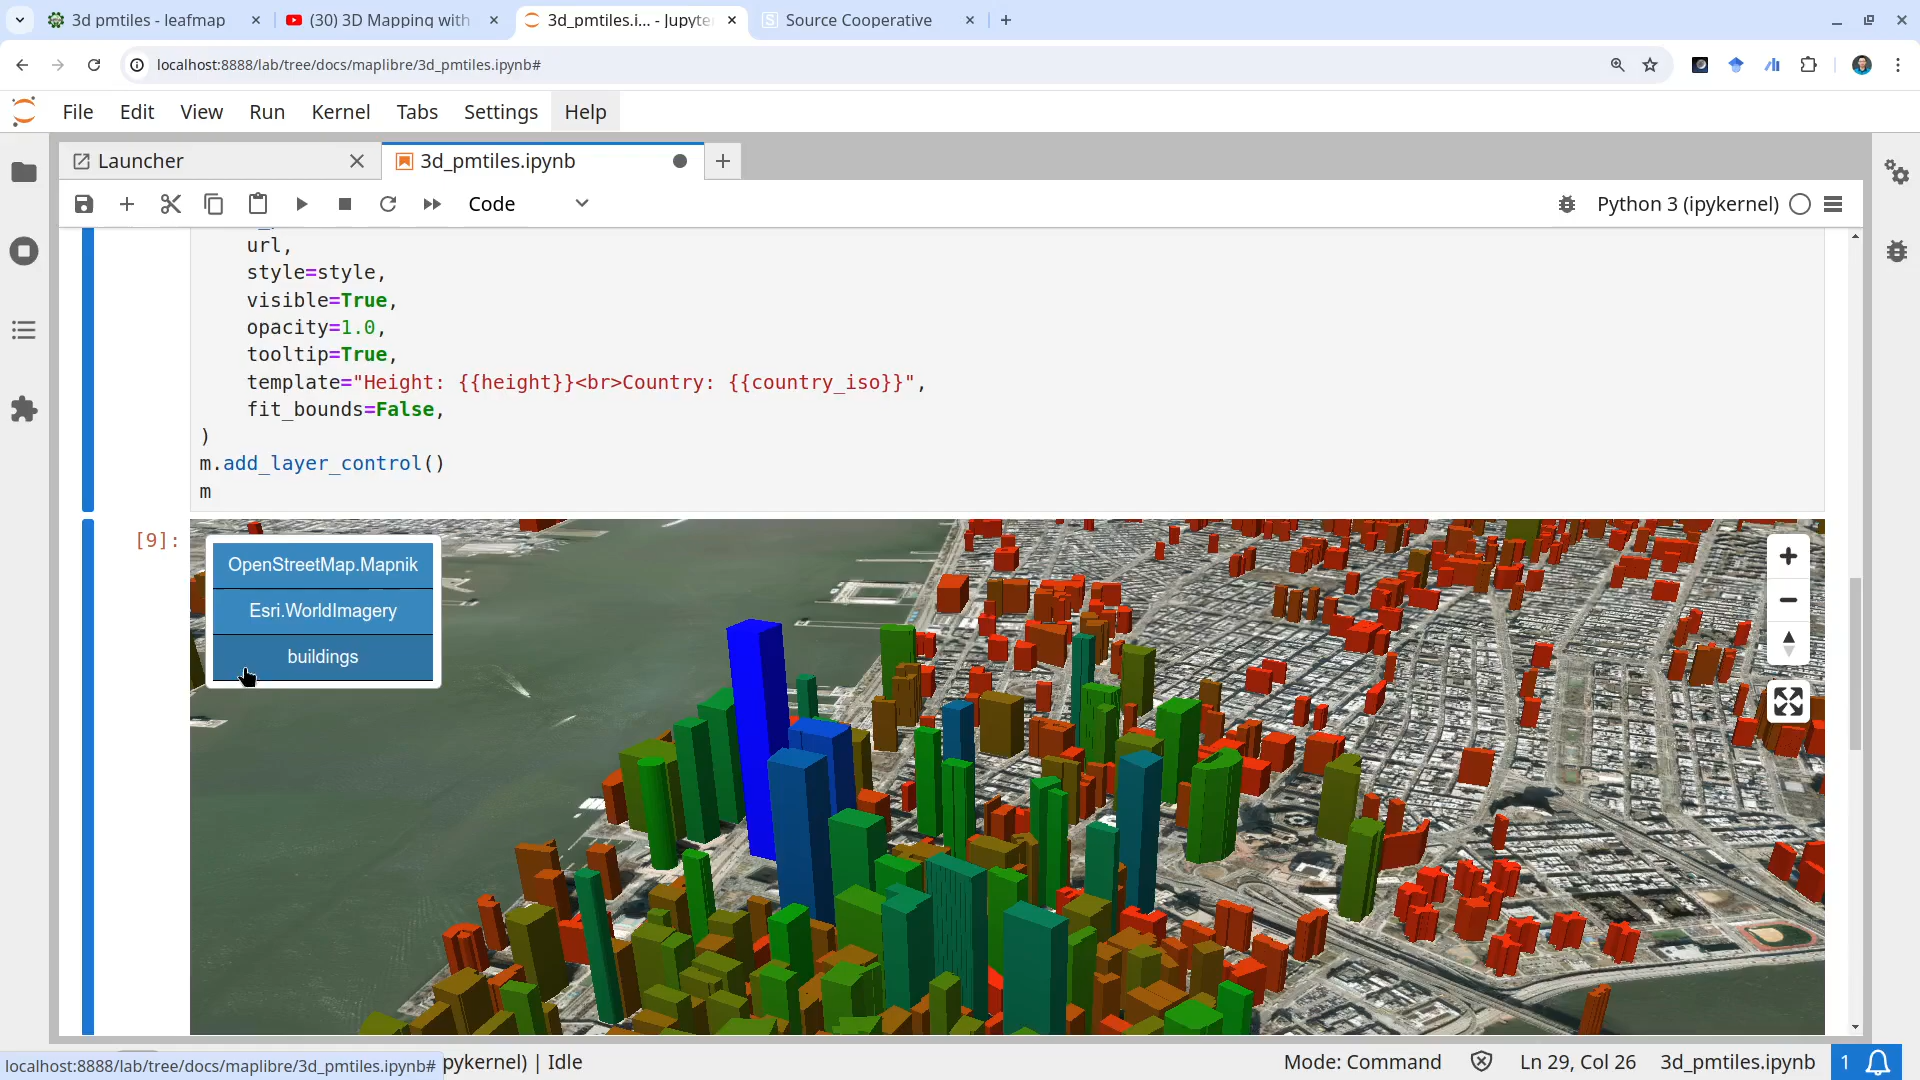 3d pmtiles - leafmap
(30) 3D Mapping with
3d_pmtiles.i... - Jupyte
Source Cooperative
localhost:8888/lab/tree/docs/maplibre/3d_pmtiles.ipynb#
File Edit View Run Kernel Tabs Settings Help
Launcher
3d_pmtiles.ipynb
Code
Python 3 (ipykernel)
url,
style=style,
visible=True,
opacity=1.0,
tooltip=True,
template="Height: {{height}}<br>Country: {{country_iso}}",
fit_bounds=False,
)
m.add_layer_control()
m
[9]:
OpenStreetMap.Mapnik
Esri.WorldImagery
buildings
localhost:8888/lab/tree/docs/maplibre/3d_pmtiles.ipynb#
pykernel) | Idle
Mode: Command
Ln 29, Col 26
3d_pmtiles.ipynb
1